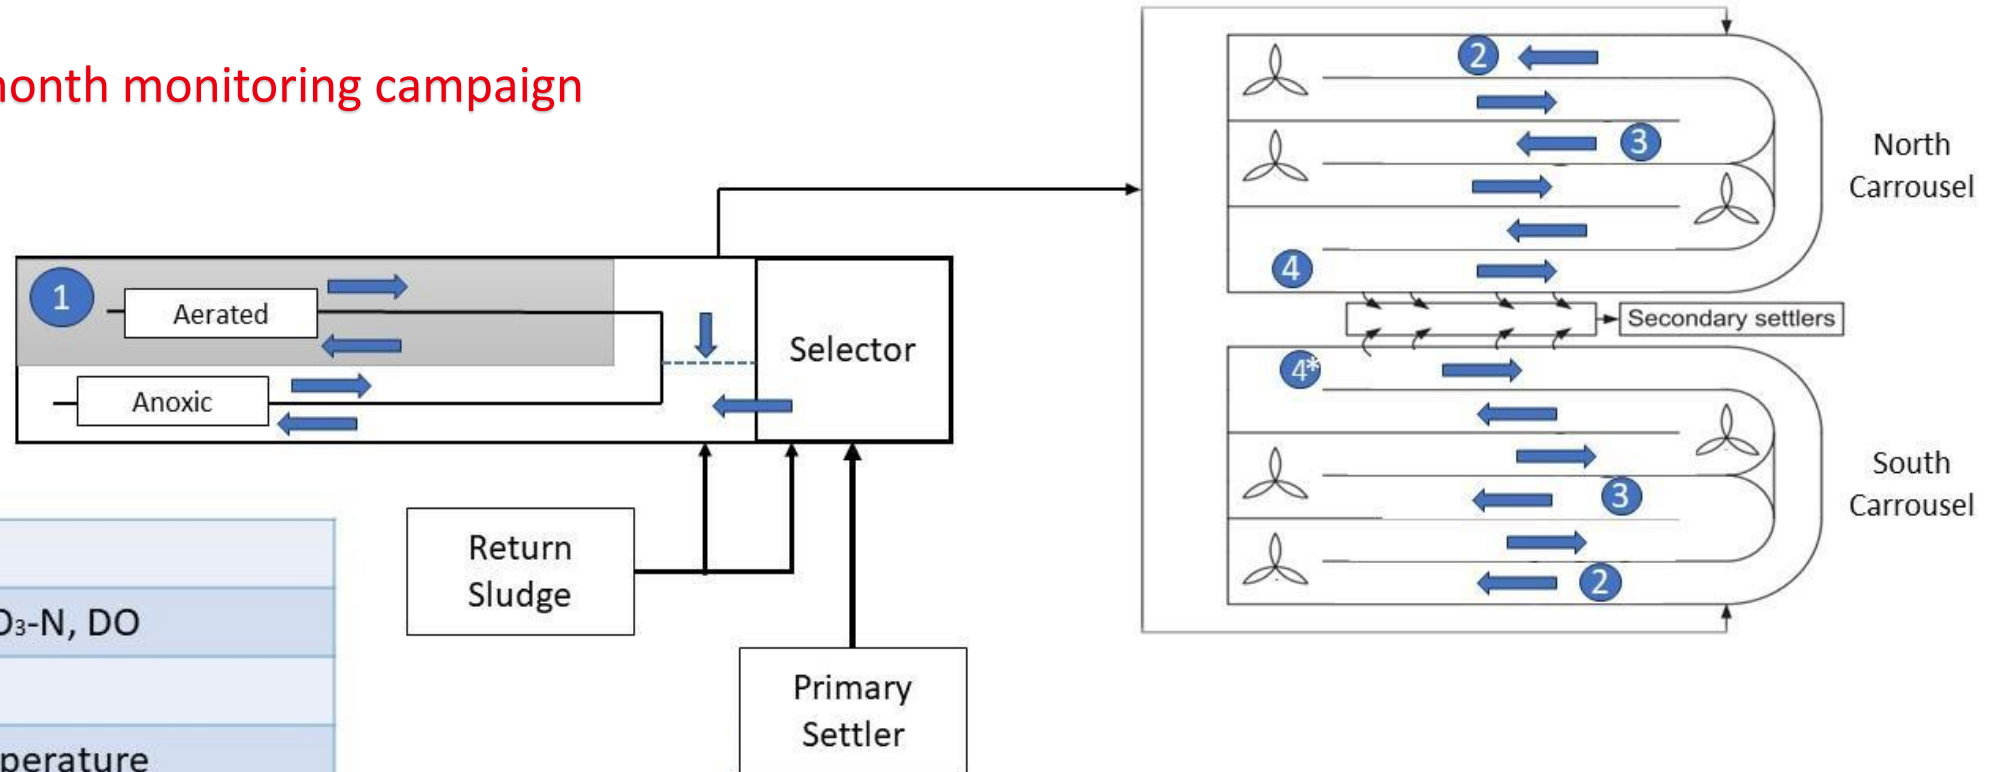 month monitoring campaign
2
3
North
Carrousel
4
1
Aerated
Anoxic
Selector
Secondary settlers
4*
3
South
Carrousel
2
Return
Sludge
Primary
Settler
O₃-N, DO
perature